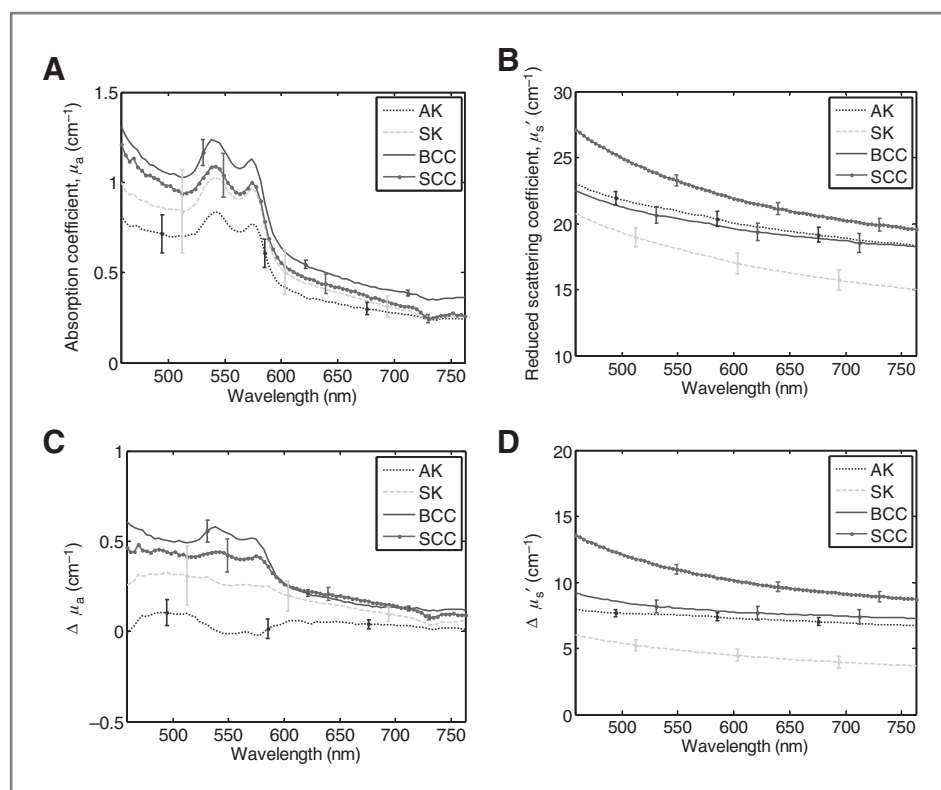 A
Absorption coefficient, μa (cm−1)
1.5
1
0.5
0
500 550 600 650 700 750
Wavelength (nm)
AK
SK
BCC
SCC
B
Reduced scattering coefficient, μs′ (cm−1)
30
25
20
15
10
500 550 600 650 700 750
Wavelength (nm)
AK
SK
BCC
SCC
C
Δ μa (cm−1)
1
0.5
0
−0.5
500 550 600 650 700 750
Wavelength (nm)
AK
SK
BCC
SCC
D
Δ μs′ (cm−1)
20
15
10
5
0
500 550 600 650 700 750
Wavelength (nm)
AK
SK
BCC
SCC